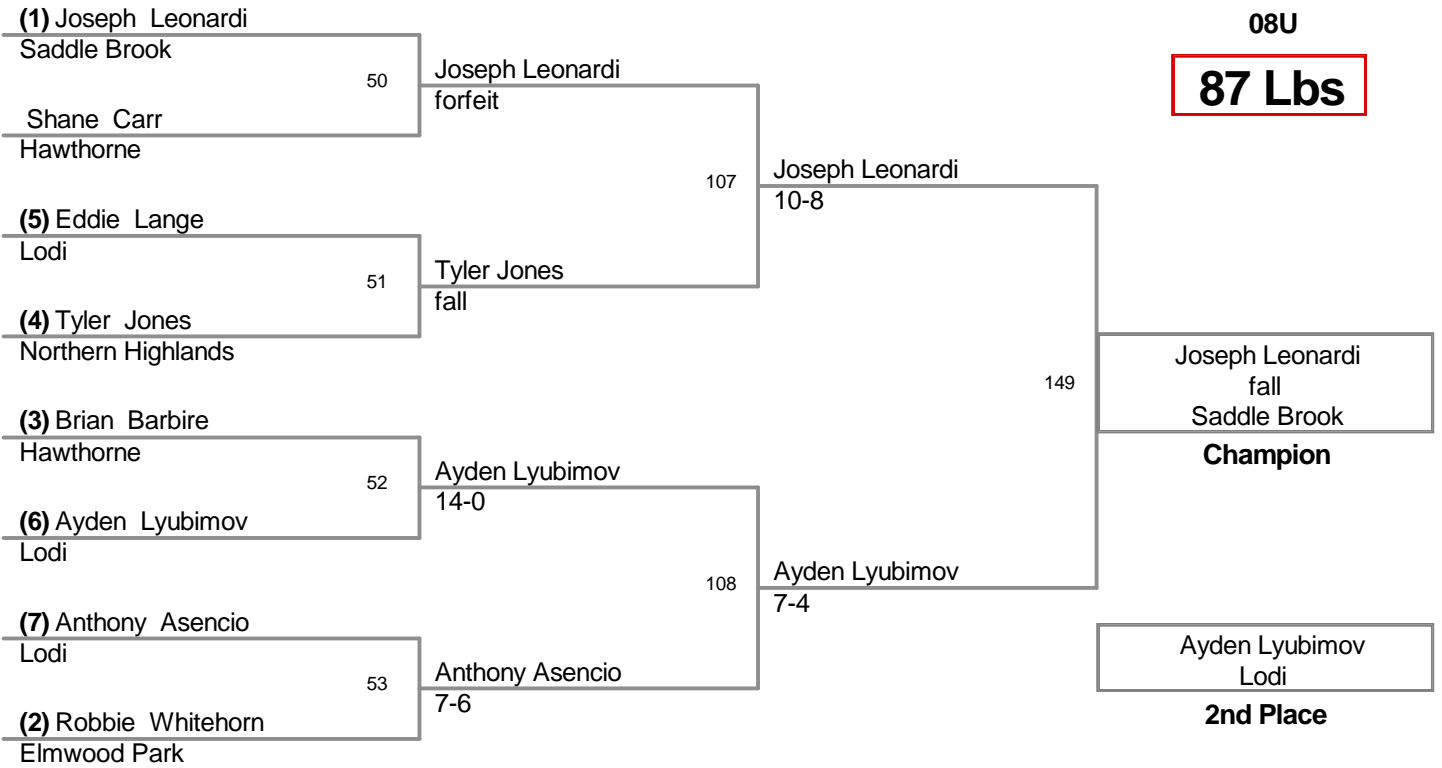 (1) Joseph Leonardi
Saddle Brook
50
Shane Carr
Hawthorne
Joseph Leonardi
forfeit
(5) Eddie Lange
Lodi
51
(4) Tyler Jones
Northern Highlands
Tyler Jones
fall
107
Joseph Leonardi
10-8
(3) Brian Barbire
Hawthorne
52
(6) Ayden Lyubimov
Lodi
Ayden Lyubimov
14-0
(7) Anthony Asencio
Lodi
53
(2) Robbie Whitehorn
Elmwood Park
Anthony Asencio
7-6
108
Ayden Lyubimov
7-4
149
08U
87 Lbs
Joseph Leonardi
fall
Saddle Brook
Champion
Ayden Lyubimov
Lodi
2nd Place